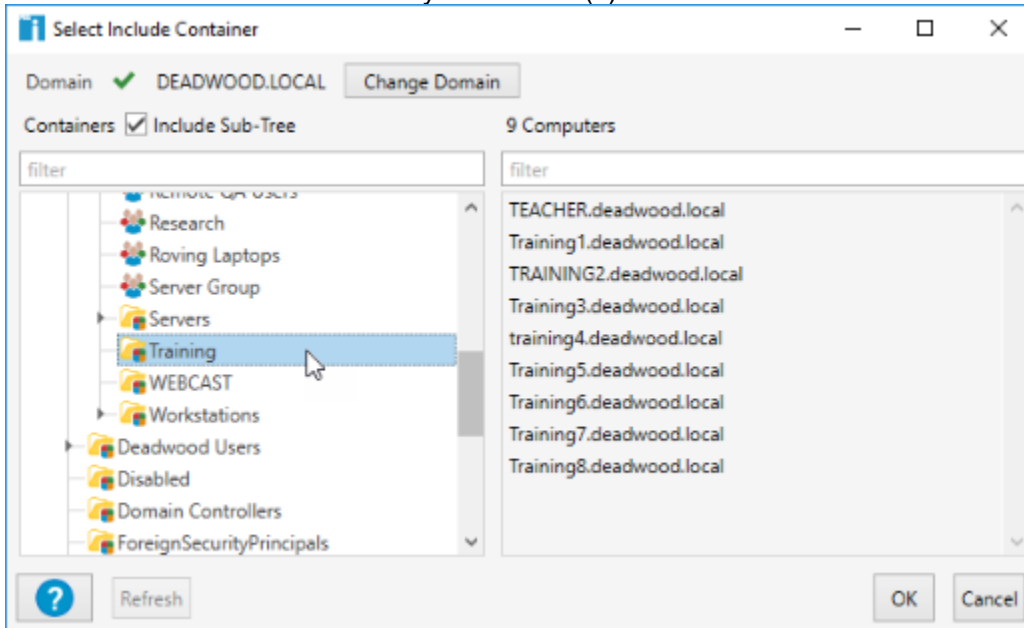 Select Include Container
Domain DEADWOOD.LOCAL Change Domain
Containers Include Sub-Tree
9 Computers
filter
filter
Remote QA Users
Research
Roving Laptops
Server Group
Servers
Training
WEBCAST
Workstations
Deadwood Users
Disabled
Domain Controllers
ForeignSecurityPrincipals
TEACHER.deadwood.local
Training1.deadwood.local
TRAINING2.deadwood.local
Training3.deadwood.local
training4.deadwood.local
Training5.deadwood.local
Training6.deadwood.local
Training7.deadwood.local
Training8.deadwood.local
?
Refresh
OK
Cancel